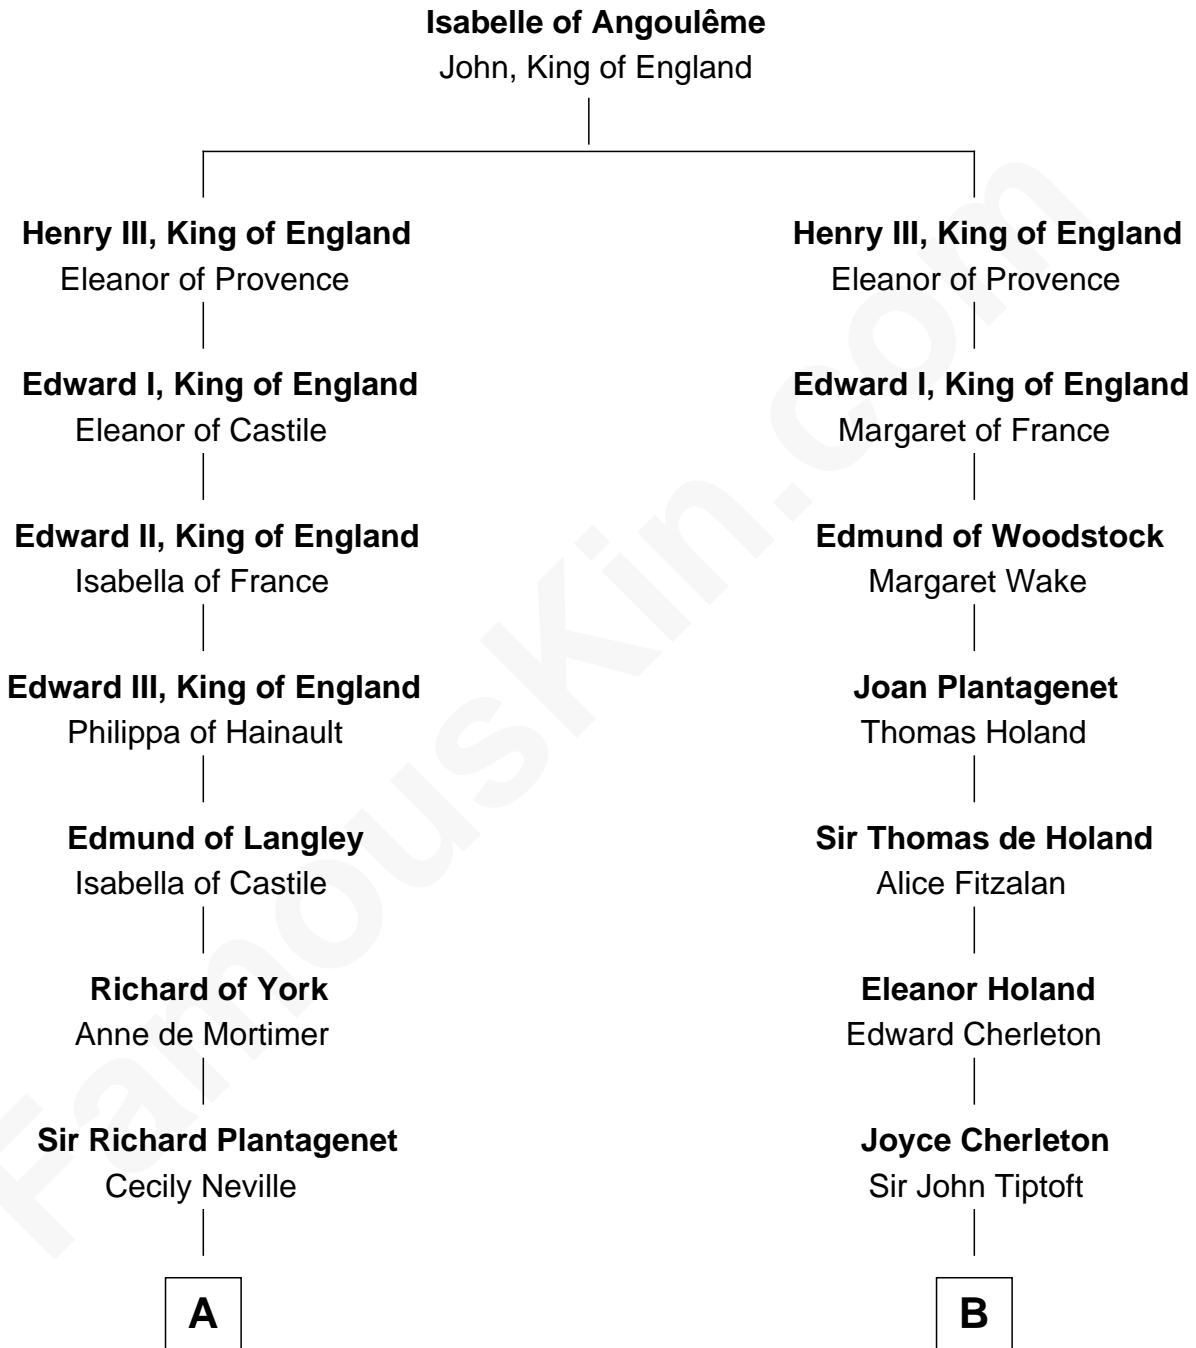 Isabelle of Angoulême
John, King of England
Henry III, King of England
Eleanor of Provence
Edward I, King of England
Eleanor of Castile
Edward II, King of England
Isabella of France
Edward III, King of England
Philippa of Hainault
Edmund of Langley
Isabella of Castile
Richard of York
Anne de Mortimer
Sir Richard Plantagenet
Cecily Neville
A
Henry III, King of England
Eleanor of Provence
Edward I, King of England
Margaret of France
Edmund of Woodstock
Margaret Wake
Joan Plantagenet
Thomas Holand
Sir Thomas de Holand
Alice Fitzalan
Eleanor Holand
Edward Cherleton
Joyce Cherleton
Sir John Tiptoft
B
FamousKin.com